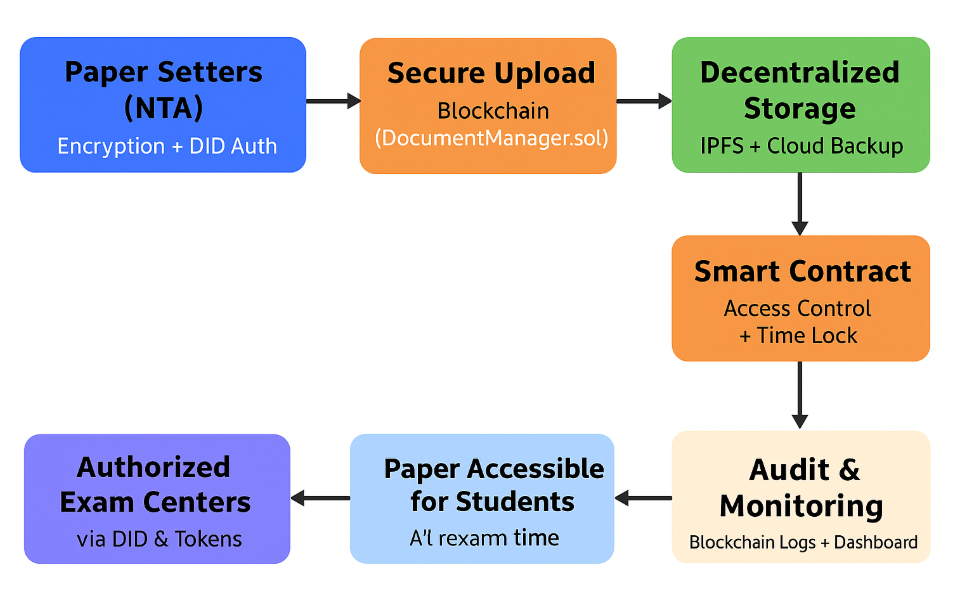 Paper Setters
(NTA)
Encryption + DID Auth
Secure Upload
Blockchain
(DocumentManager.sol)
Decentralized
Storage
IPFS + Cloud Backup
Smart Contract
Access Control
+ Time Lock
Audit &
Monitoring
Blockchain Logs + Dashboard
Paper Accessible
for Students
A'l rexarm time
Authorized
Exam Centers
via DID & Tokens